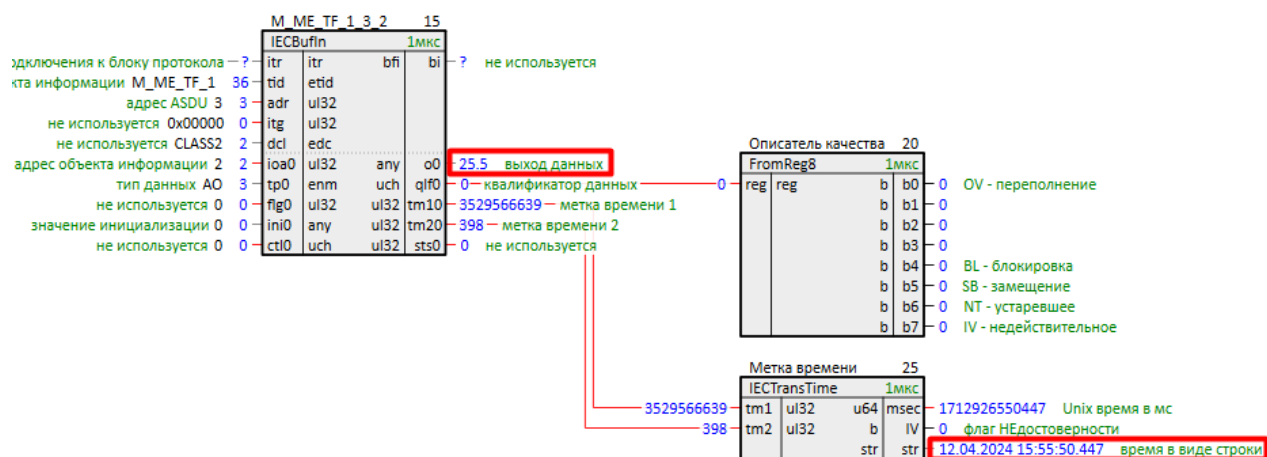 M_ME_TF_1_3_2 15
IECBufIn 1мкс
одключения к блоку протокола ? itr itr bfi bi ? не используется
кта информации M_ME_TF_1 36 tid etid
адрес ASDU 3 3 adr ul32
не используется 0x00000 0 itg ul32
не используется CLASS2 2 dcl edc
адрес объекта информации 2 2 ioa0 ul32 any o0 25.5 выход данных
тип данных AO 3 tp0 enm uch qlf0 0 квалификатор данных
не используется 0 0 flg0 ul32 ul32 tm10 3529566639 метка времени 1
значение инициализации 0 0 ini0 any ul32 tm20 398 метка времени 2
не используется 0 0 ctl0 uch ul32 sts0 0 не используется
Описатель качества 20
FromReg8 1мкс
0 reg reg b b0 0 OV - переполнение
b b1 0
b b2 0
b b3 0
b b4 0 BL - блокировка
b b5 0 SB - замещение
b b6 0 NT - устаревшее
b b7 0 IV - недействительное
Метка времени 25
IECTransTime 1мкс
3529566639 tm1 ul32 u64 msec 1712926550447 Unix время в мс
398 tm2 ul32 b IV 0 флаг НЕдостоверности
str str 12.04.2024 15:55:50.447 время в виде строки